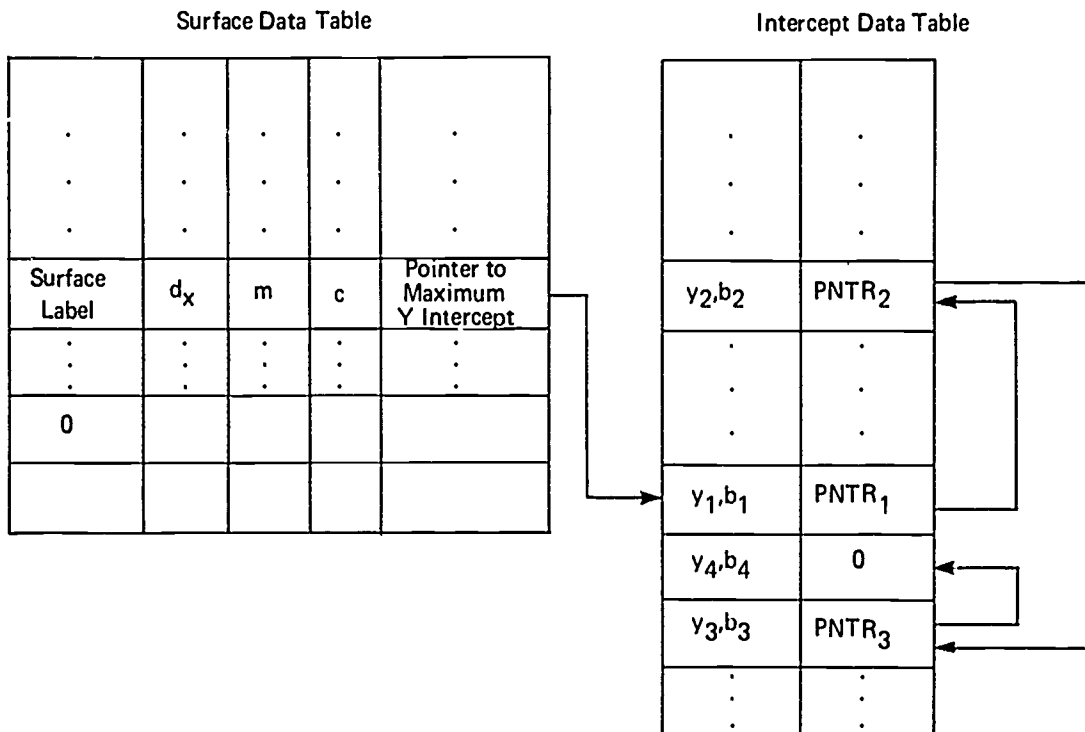 Surface Data Table
Surface Label
d_x
m
c
Pointer to
Maximum
Y Intercept
0
Intercept Data Table
y_2,b_2 PNTR_2
y_1,b_1 PNTR_1
y_4,b_4 0
y_3,b_3 PNTR_3